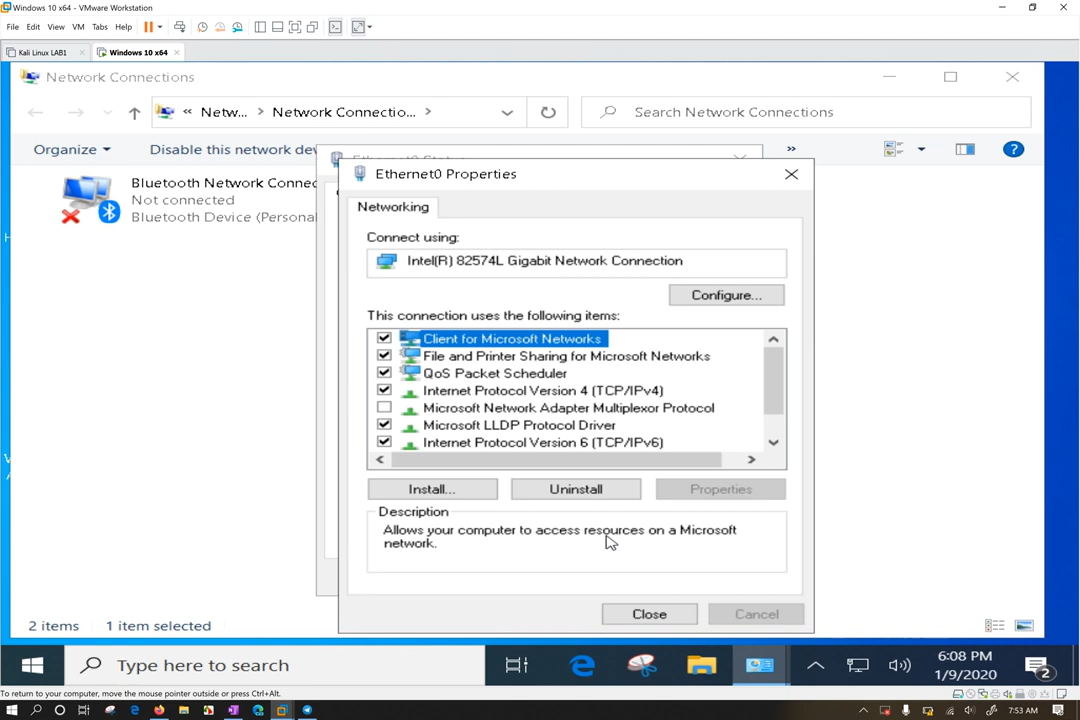 Windows 10 x64 - VMware Workstation
File Edit View VM Tabs Help
Kali Linux LAB1
Windows 10 x64
Network Connections
« Netw... > Network Connectio... >
Search Network Connections
Organize
Disable this network dev
»
Bluetooth Network Connec
Not connected
Bluetooth Device (Personal
Ethernet0 Status
Ethernet0 Properties
Networking
Connect using:
Intel(R) 82574L Gigabit Network Connection
Configure...
This connection uses the following items:
Client for Microsoft Networks
File and Printer Sharing for Microsoft Networks
QoS Packet Scheduler
Internet Protocol Version 4 (TCP/IPv4)
Microsoft Network Adapter Multiplexor Protocol
Microsoft LLDP Protocol Driver
Internet Protocol Version 6 (TCP/IPv6)
Install...
Uninstall
Properties
Description
Allows your computer to access resources on a Microsoft
network.
Close
Cancel
2 items
1 item selected
Type here to search
6:08 PM
1/9/2020
2
To return to your computer, move the mouse pointer outside or press Ctrl+Alt.
7:53 AM